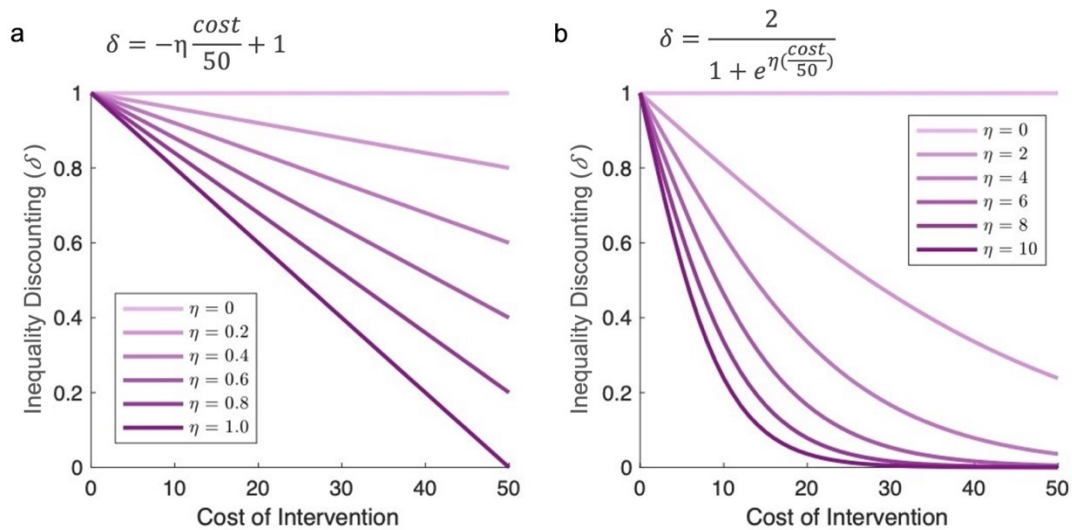 a
δ = −η cost/50 + 1
Inequality Discounting (δ)
1
0.8
0.6
0.4
0.2
0
η = 0
η = 0.2
η = 0.4
η = 0.6
η = 0.8
η = 1.0
0 10 20 30 40 50
Cost of Intervention
b
δ = 2/(1 + e^η(cost/50))
Inequality Discounting (δ)
1
0.8
0.6
0.4
0.2
0
η = 0
η = 2
η = 4
η = 6
η = 8
η = 10
0 10 20 30 40 50
Cost of Intervention